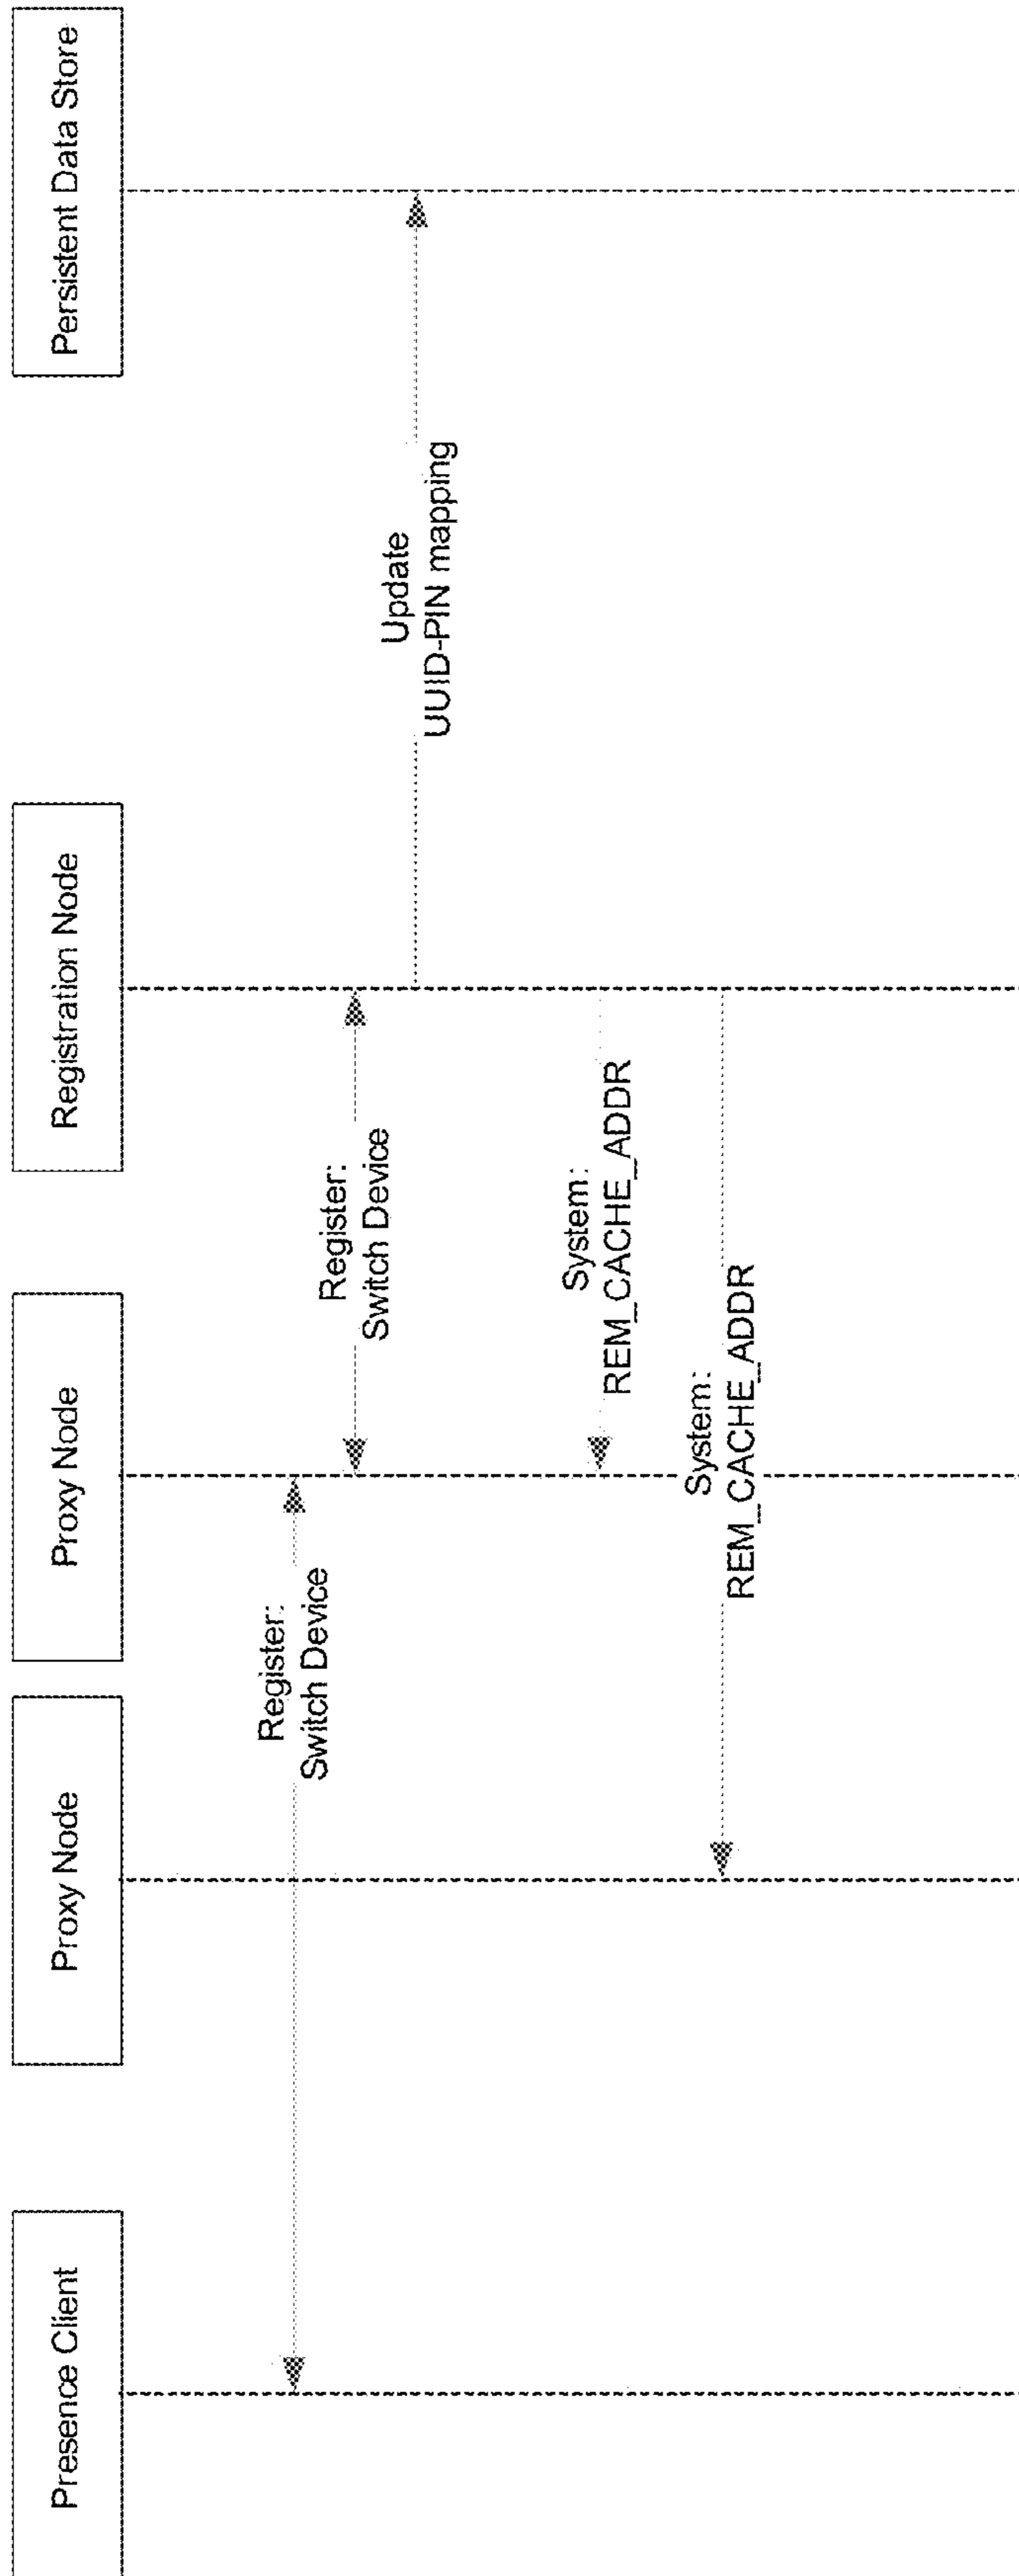 Presence Client
Proxy Node
Proxy Node
Registration Node
Persistent Data Store
Register:
Switch Device
Register:
Switch Device
Update
UUID-PIN mapping
System:
REM_CACHE_ADDR
System:
REM_CACHE_ADDR